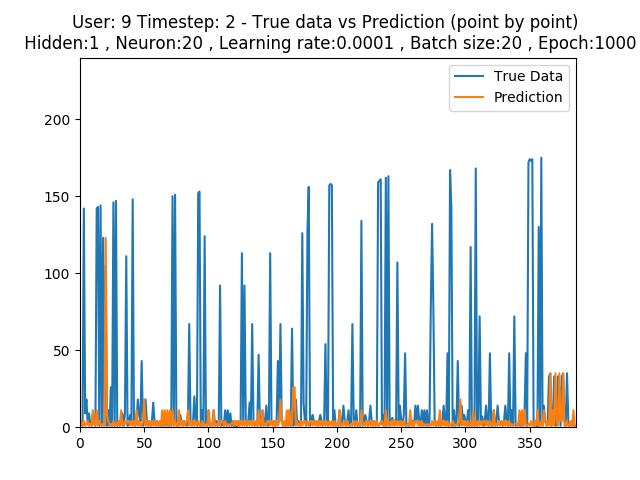 User: 9 Timestep: 2 - True data vs Prediction (point by point)
Hidden:1 , Neuron:20 , Learning rate:0.0001 , Batch size:20 , Epoch:1000
True Data
Prediction
200
150
100
50
0
0 50 100 150 200 250 300 350